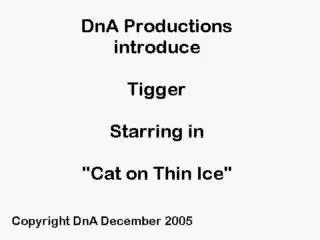 DnA Productions
introduce
Tigger
Starring in
"Cat on Thin Ice"
Copyright DnA December 2005